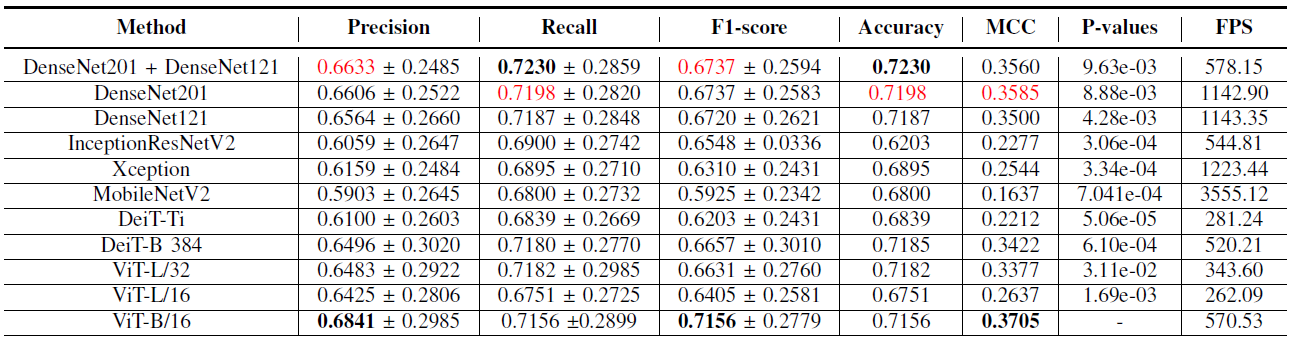 Method Precision Recall F1-score Accuracy MCC P-values FPS
DenseNet201 + DenseNet121 0.6633 ± 0.2485 0.7230 ± 0.2859 0.6737 ± 0.2594 0.7230 0.3560 9.63e-03 578.15
DenseNet201 0.6606 ± 0.2522 0.7198 ± 0.2820 0.6737 ± 0.2583 0.7198 0.3585 8.88e-03 1142.90
DenseNet121 0.6564 ± 0.2660 0.7187 ± 0.2848 0.6720 ± 0.2621 0.7187 0.3500 4.28e-03 1143.35
InceptionResNetV2 0.6059 ± 0.2647 0.6900 ± 0.2742 0.6548 ± 0.0336 0.6203 0.2277 3.06e-04 544.81
Xception 0.6159 ± 0.2484 0.6895 ± 0.2710 0.6310 ± 0.2431 0.6895 0.2544 3.34e-04 1223.44
MobileNetV2 0.5903 ± 0.2645 0.6800 ± 0.2732 0.5925 ± 0.2342 0.6800 0.1637 7.041e-04 3555.12
DeiT-Ti 0.6100 ± 0.2603 0.6839 ± 0.2669 0.6203 ± 0.2431 0.6839 0.2212 5.06e-05 281.24
DeiT-B 384 0.6496 ± 0.3020 0.7180 ± 0.2770 0.6657 ± 0.3010 0.7185 0.3422 6.10e-04 520.21
ViT-L/32 0.6483 ± 0.2922 0.7182 ± 0.2985 0.6631 ± 0.2760 0.7182 0.3377 3.11e-02 343.60
ViT-L/16 0.6425 ± 0.2806 0.6751 ± 0.2725 0.6405 ± 0.2581 0.6751 0.2637 1.69e-03 262.09
ViT-B/16 0.6841 ± 0.2985 0.7156 ±0.2899 0.7156 ± 0.2779 0.7156 0.3705 - 570.53